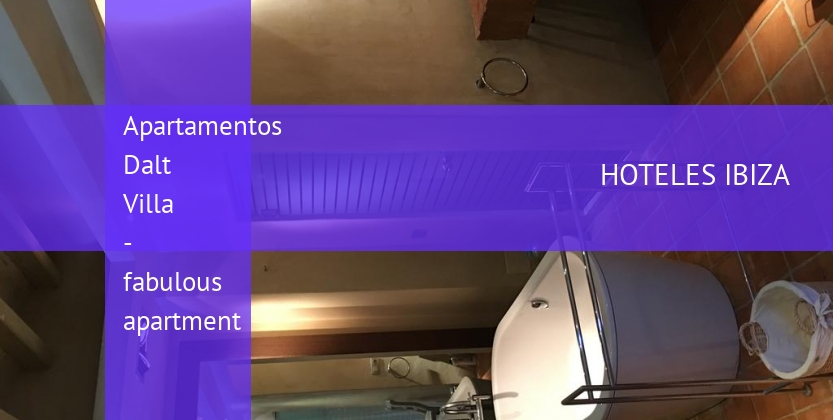 Apartamentos
Dalt
Villa
-
fabulous
apartment
HOTELES IBIZA